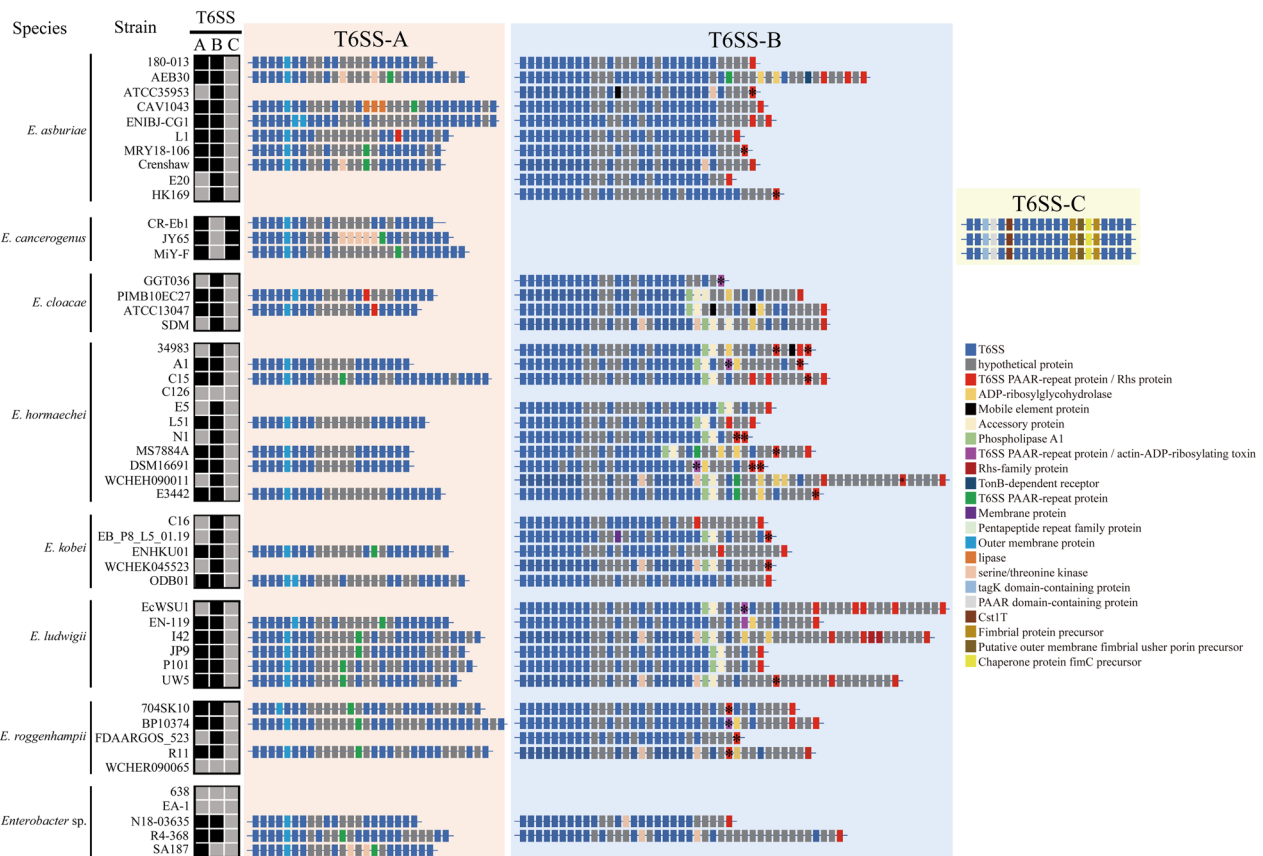 Species
Strain
T6SS
A B C
T6SS-A
T6SS-B
T6SS-C
E. asburiae
180-013
AEB30
ATCC35953
CAV1043
ENIBJ-CG1
L1
MRY18-106
Crenshaw
E20
HK169
E. cancerogenus
CR-Eb1
JY65
MiY-F
E. cloacae
GGT036
PIMB10EC27
ATCC13047
SDM
E. hormaechei
34983
A1
C15
C126
E5
L51
N1
MS7884A
DSM16691
WCHEH090011
E3442
E. kobei
C16
EB_P8_L5_01.19
ENHKU01
WCHEK045523
ODB01
E. ludwigii
EcWSU1
EN-119
I42
JP9
P101
UW5
E. roggenhampii
704SK10
BP10374
FDAARGOS_523
R11
WCHER090065
Enterobacter sp.
638
EA-1
N18-03635
R4-368
SA187
T6SS
hypothetical protein
T6SS PAAR-repeat protein / Rhs protein
ADP-ribosylglycohydrolase
Mobile element protein
Accessory protein
Phospholipase A1
T6SS PAAR-repeat protein / actin-ADP-ribosylating toxin
Rhs-family protein
TonB-dependent receptor
T6SS PAAR-repeat protein
Membrane protein
Pentapeptide repeat family protein
Outer membrane protein
lipase
serine/threonine kinase
tagK domain-containing protein
PAAR domain-containing protein
Cst1T
Fimbrial protein precursor
Putative outer membrane fimbrial usher porin precursor
Chaperone protein fimC precursor